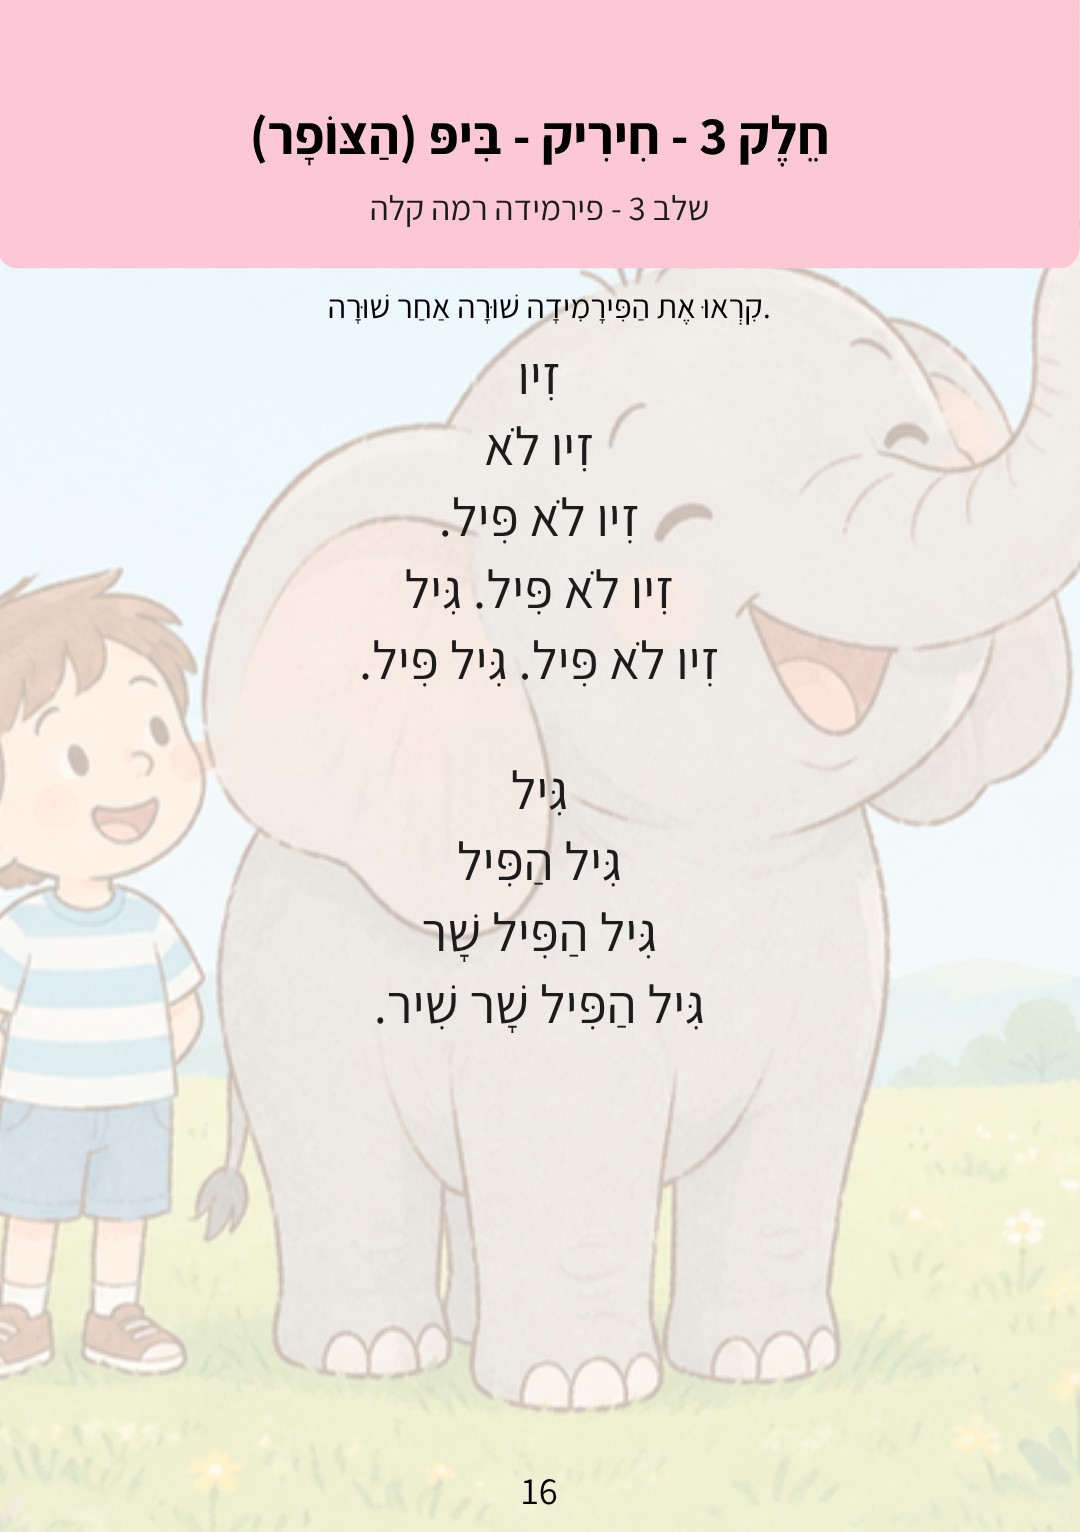 חֵלֶק 3 - חִירִיק - בִּיפּ (הַצּוֹפָר)
שלב 3 - פירמידה רמה קלה
קִרְאוּ אֶת הַפִּירָמִידָה שׁוּרָה אַחַר שׁוּרָה.
זִיו
זִיו לֹא
זִיו לֹא פִּיל.
זִיו לֹא פִּיל. גִּיל
זִיו לֹא פִּיל. גִּיל פִּיל.
גִּיל
גִּיל הַפִּיל
גִּיל הַפִּיל שָׁר
גִּיל הַפִּיל שָׁר שִׁיר.
16